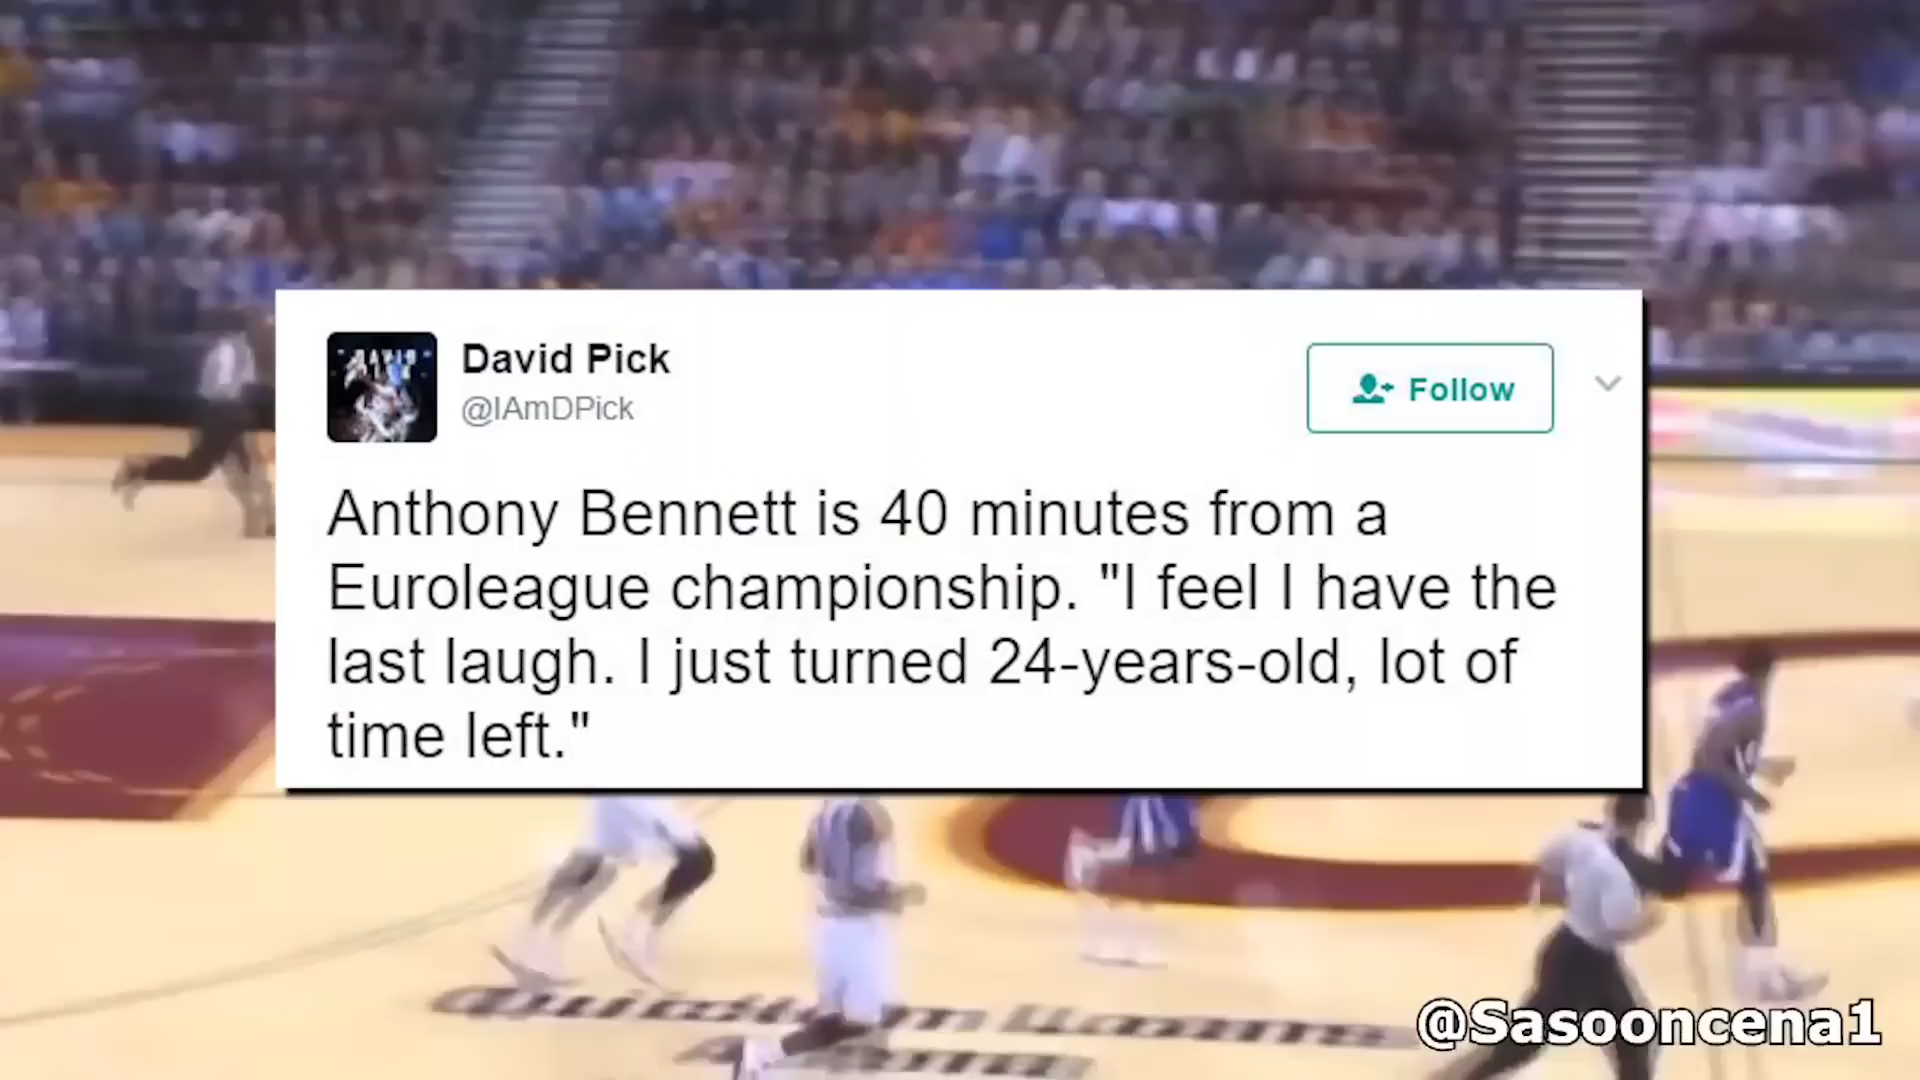 David Pick
@IAmDPick
Follow
Anthony Bennett is 40 minutes from a
Euroleague championship. "I feel I have the
last laugh. I just turned 24-years-old, lot of
time left."
@Sasooncena1